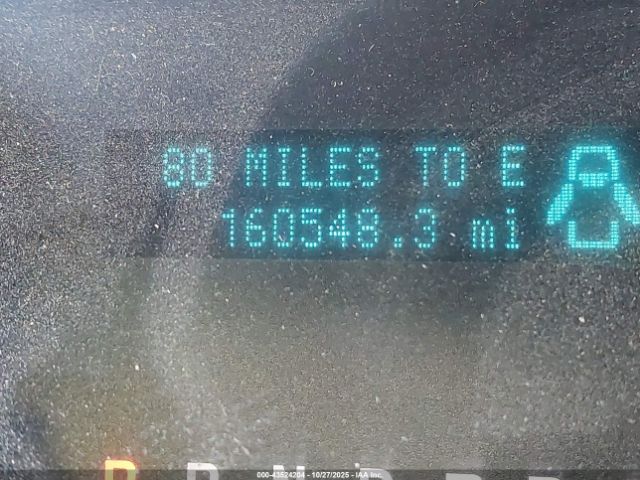 80 MILES TO E
160548.3 mi
P R N D
000-43524204 - 10/27/2025 - IAA Inc.